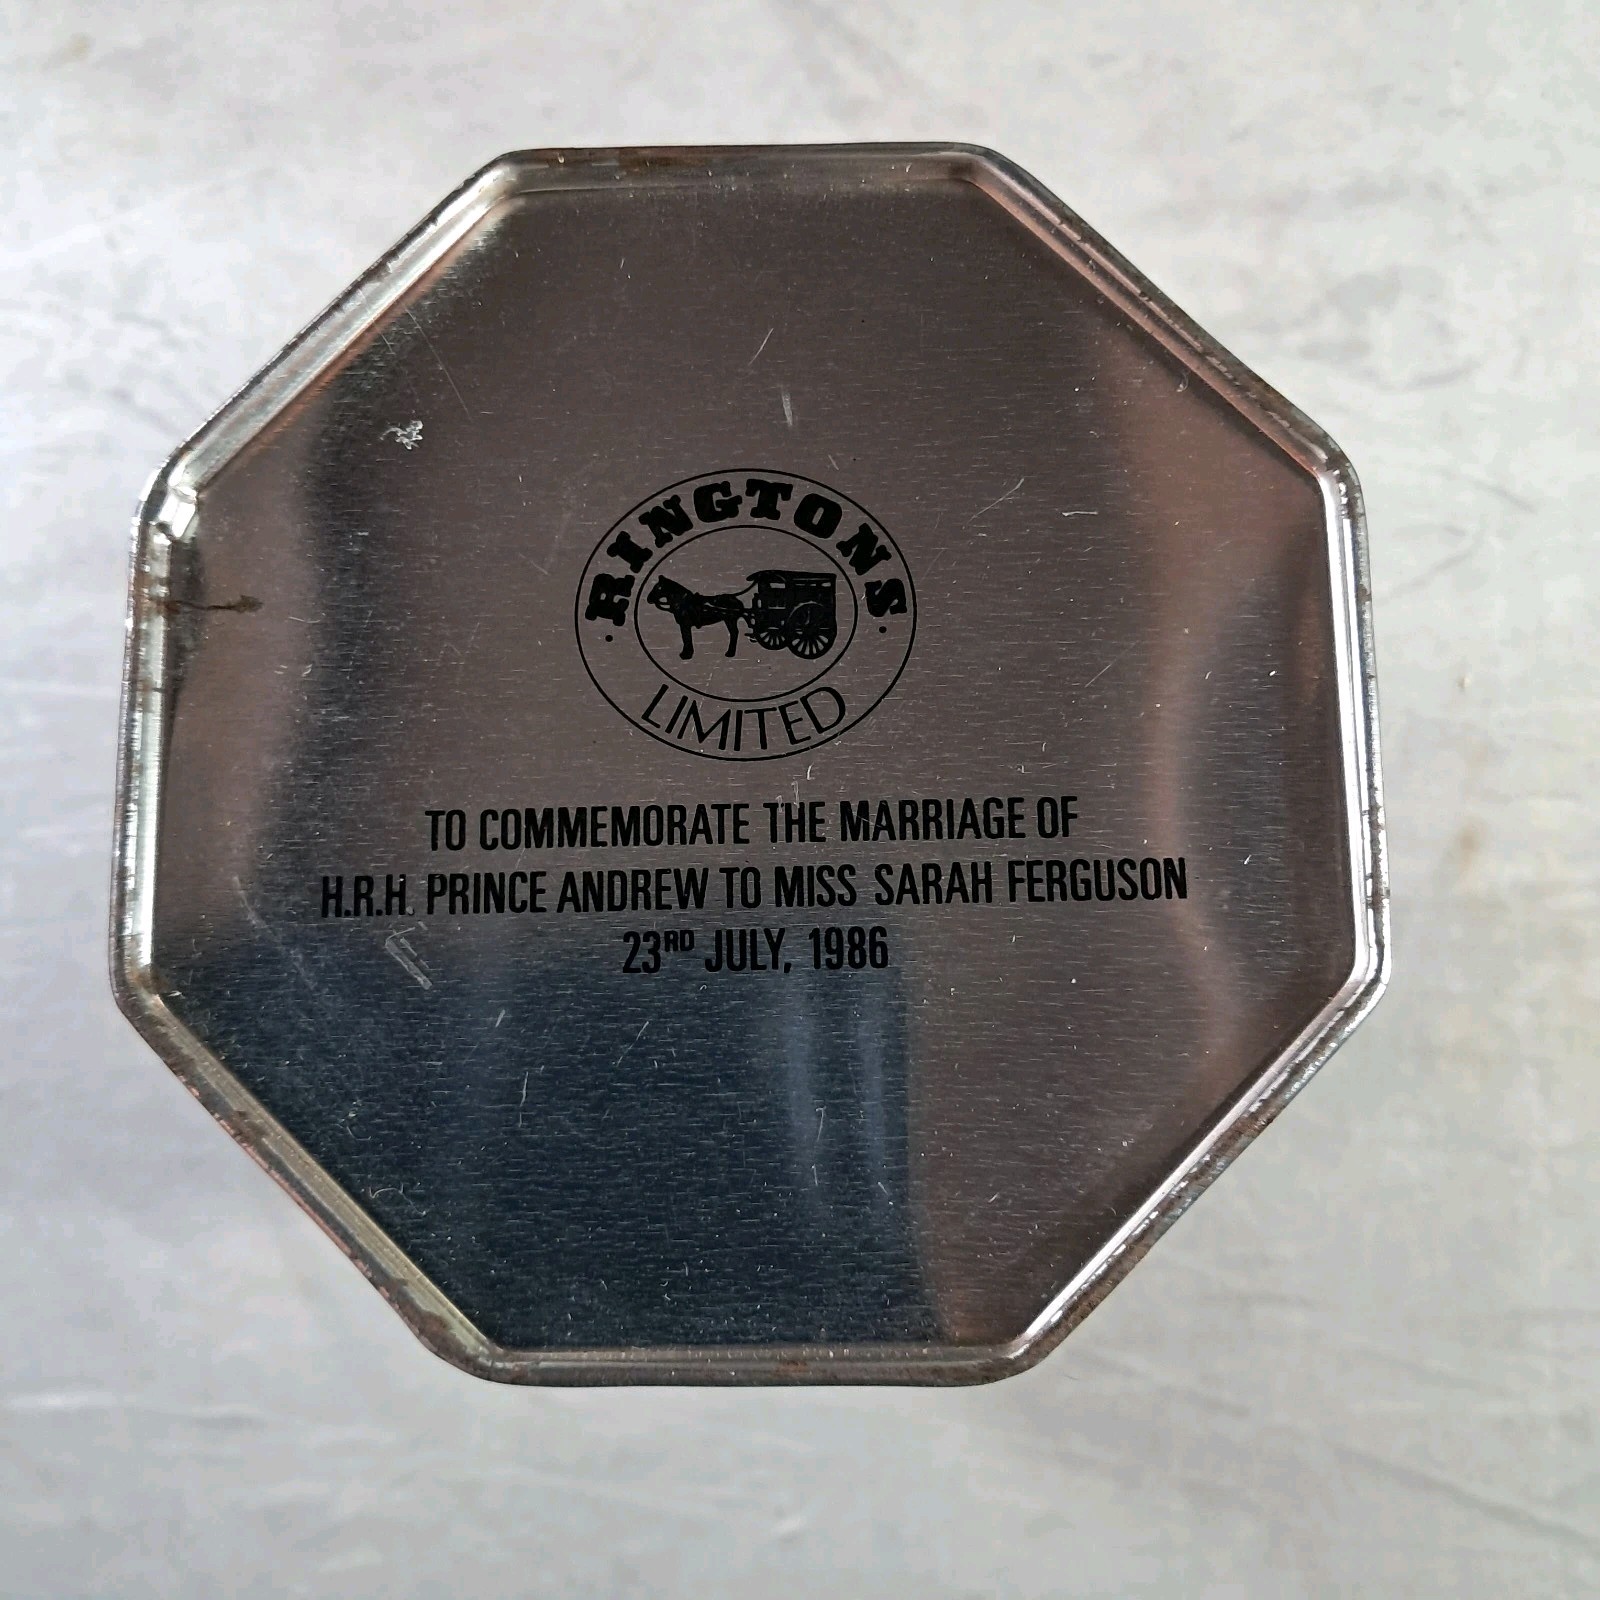 RINGTONS
LIMITED
TO COMMEMORATE THE MARRIAGE OF
H.R.H. PRINCE ANDREW TO MISS SARAH FERGUSON
23RD JULY, 1986